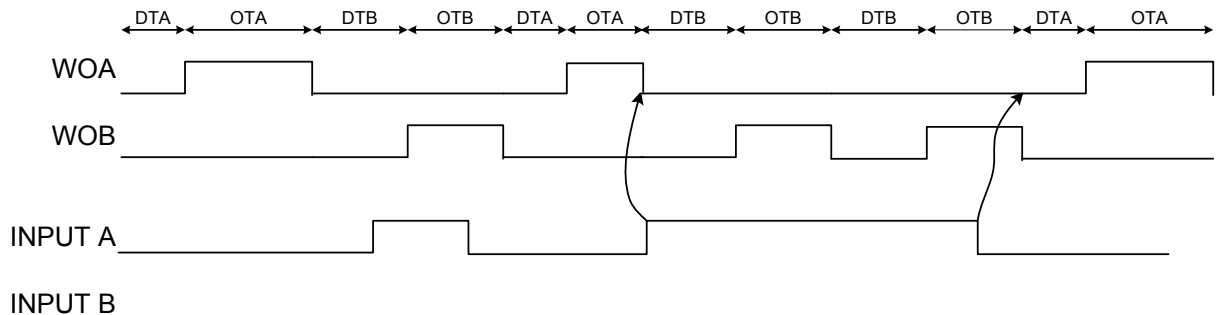 DTA OTA DTB OTB DTA OTA DTB OTB DTB OTB DTA OTA
WOA
WOB
INPUT A
INPUT B